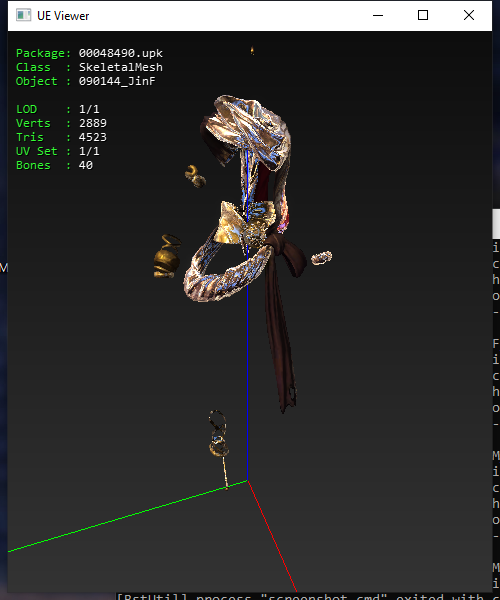 UE Viewer
Package: 00048490.upk
Class : SkeletalMesh
Object : 090144_JinF
LOD : 1/1
Verts : 2889
Tris : 4523
UV Set : 1/1
Bones : 40
M
i
c
h
o
-
F
i
c
h
o
-
M
i
c
h
o
-
M
i
[BstUtil] process "screenshot.cmd" exited with c